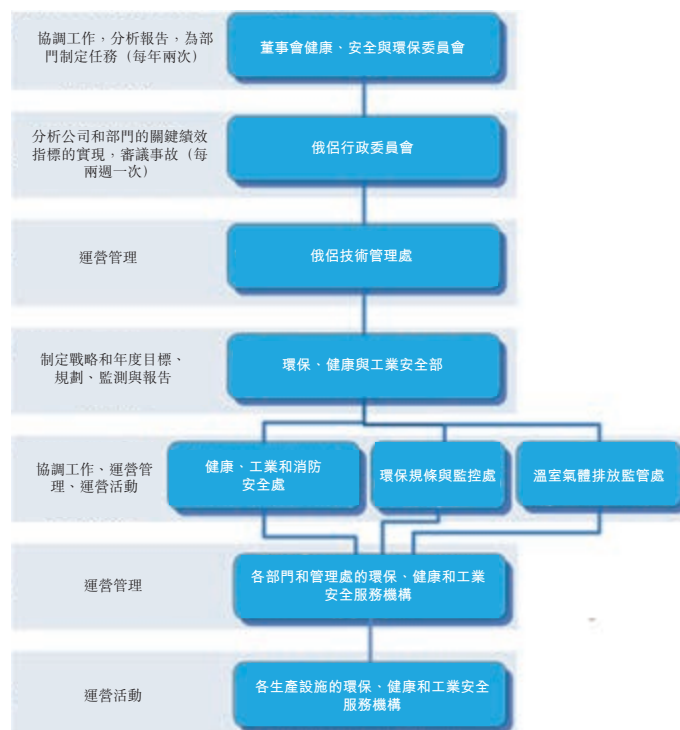 協調工作，分析報告，為部
門制定任務（每年兩次）
董事會健康、安全與環保委員會
分析公司和部門的關鍵績效
指標的實現，審議事故（每
兩週一次）
俄侶行政委員會
運營管理
俄侶技術管理處
制定戰略和年度目標、
規劃、監測與報告
環保、健康與工業安全部
協調工作、運營管
理、運營活動
健康、工業和消防
安全處
環保規條與監控處
溫室氣體排放監管處
運營管理
各部門和管理處的環保、健康和工業
安全服務機構
運營活動
各生產設施的環保、健康和工業安全
服務機構